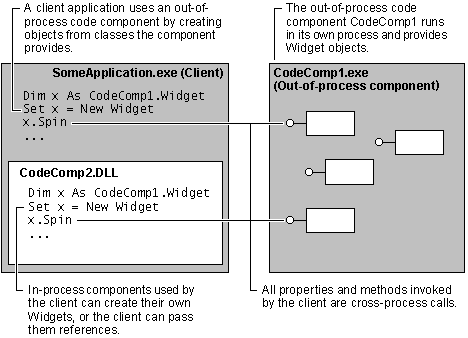 A client application uses an out-of-
process code component by creating
objects from classes the component
provides.
The out-of-process code
component CodeComp1 runs
in its own process and provides
Widget objects.
SomeApplication.exe (Client)
Dim x As CodeComp1.Widget
Set x = New Widget
x.Spin
...
CodeComp2.DLL
Dim x As CodeComp1.Widget
Set x = New Widget
x.Spin
...
CodeComp1.exe
(Out-of-process component)
In-process components used by
the client can create their own
Widgets, or the client can pass
them references.
All properties and methods invoked
by the client are cross-process calls.